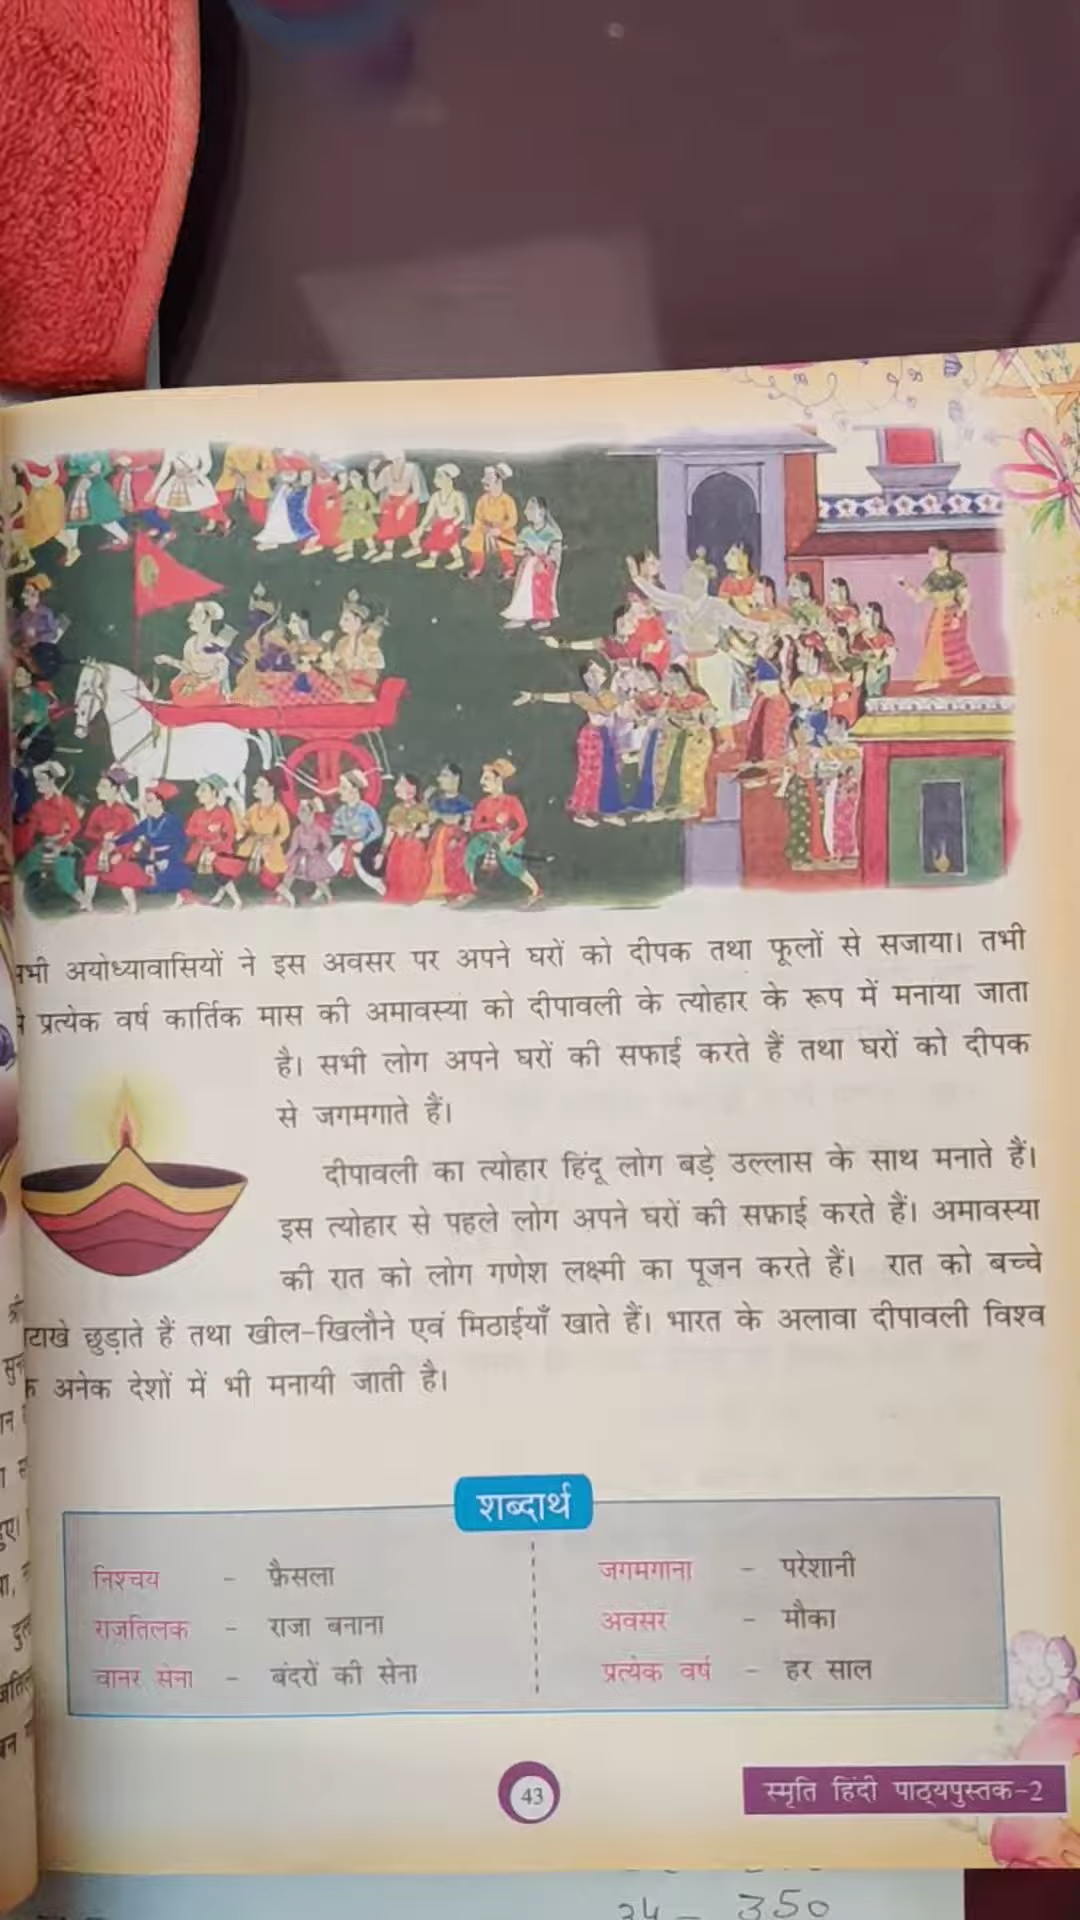 अयोध्यावासियों ने इस अवसर पर अपने घरों को दीपक तथा फूलों से सजाया। तभी
प्रत्येक वर्ष कार्तिक मास की अमावस्या को दीपावली के त्योहार के रूप में मनाया जाता
है। सभी लोग अपने घरों की सफाई करते हैं तथा घरों को दीपक
से जगमगाते हैं।
दीपावली का त्योहार हिंदू लोग बड़े उल्लास के साथ मनाते हैं।
इस त्योहार से पहले लोग अपने घरों की सफ़ाई करते हैं। अमावस्या
की रात को लोग गणेश लक्ष्मी का पूजन करते हैं। रात को बच्चे
छुड़ाते हैं तथा खील-खिलौने एवं मिठाईयाँ खाते हैं। भारत के अलावा दीपावली विश्व
अनेक देशों में भी मनायी जाती है।
शब्दार्थ
निश्चय - फ़ैसला जगमगाना - परेशानी
राजतिलक - राजा बनाना अवसर - मौका
वानर सेना - बंदरों की सेना प्रत्येक वर्ष - हर साल
43
स्मृति हिंदी पाठ्यपुस्तक-2
34 - 350